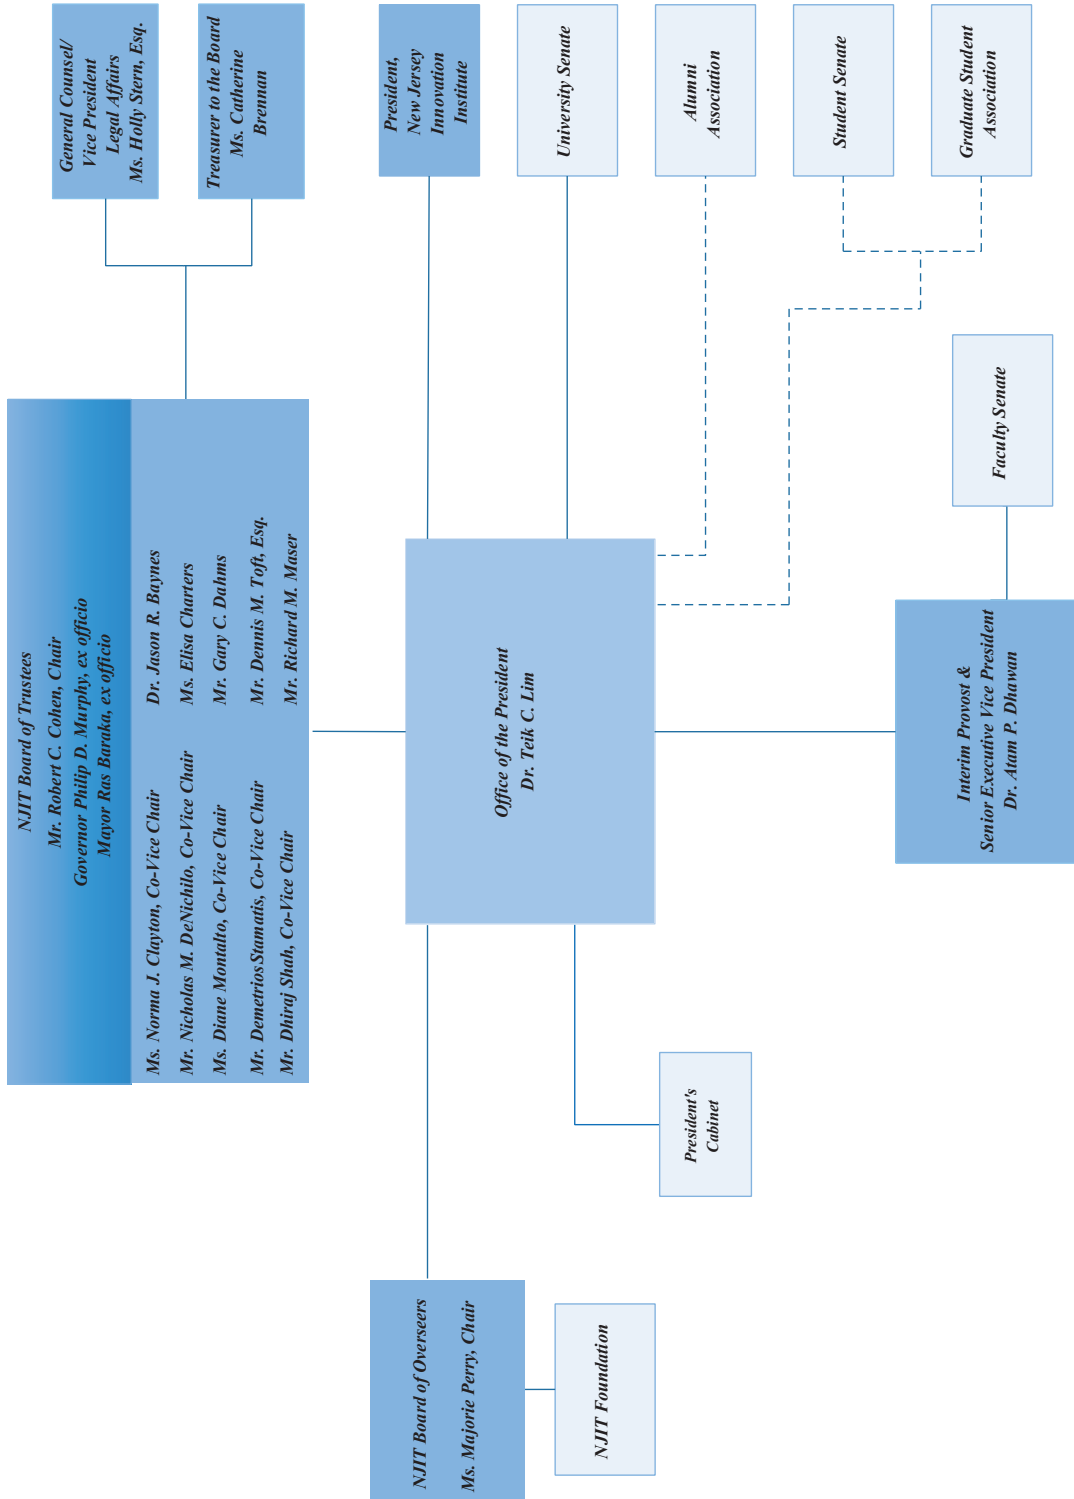 NJIT Board of Trustees
Mr. Robert C. Cohen, Chair
Governor Philip D. Murphy, ex officio
Mayor Ras Baraka, ex officio
Ms. Norma J. Clayton, Co-Vice Chair
Dr. Jason R. Baynes
Mr. Nicholas M. DeNichilo, Co-Vice Chair
Ms. Elisa Charters
Ms. Diane Montalto, Co-Vice Chair
Mr. Gary C. Dahms
Mr. DemetriosStamatis, Co-Vice Chair
Mr. Dennis M. Toft, Esq.
Mr. Dhiraj Shah, Co-Vice Chair
Mr. Richard M. Maser
General Counsel/
Vice President
Legal Affairs
Ms. Holly Stern, Esq.
Treasurer to the Board
Ms. Catherine
Brennan
NJIT Board of Overseers
Ms. Majorie Perry, Chair
NJIT Foundation
President's
Cabinet
Office of the President
Dr. Teik C. Lim
President,
New Jersey
Innovation
Institute
University Senate
Alumni
Association
Student Senate
Graduate Student
Association
Interim Provost &
Senior Executive Vice President
Dr. Atam P. Dhawan
Faculty Senate